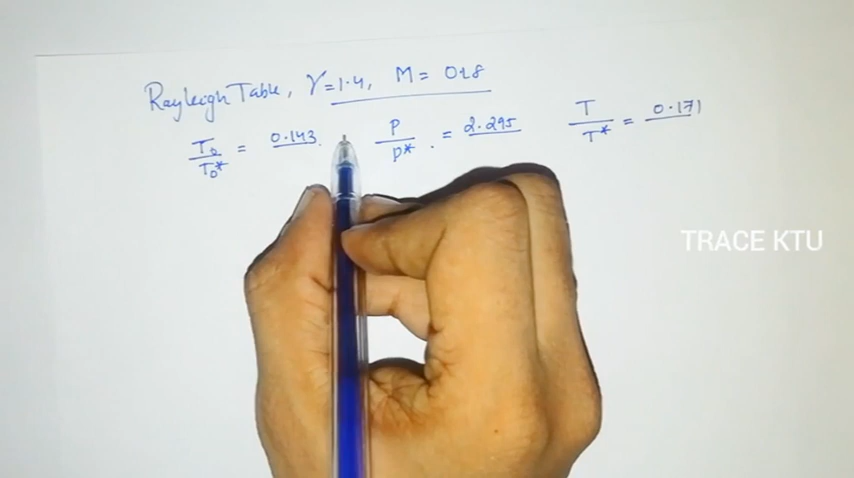 Rayleigh Table, γ=1.4, M = 0.18
T₀/T₀* = 0.143. P/P* = 2.295 T/T* = 0.171
TRACE KTU